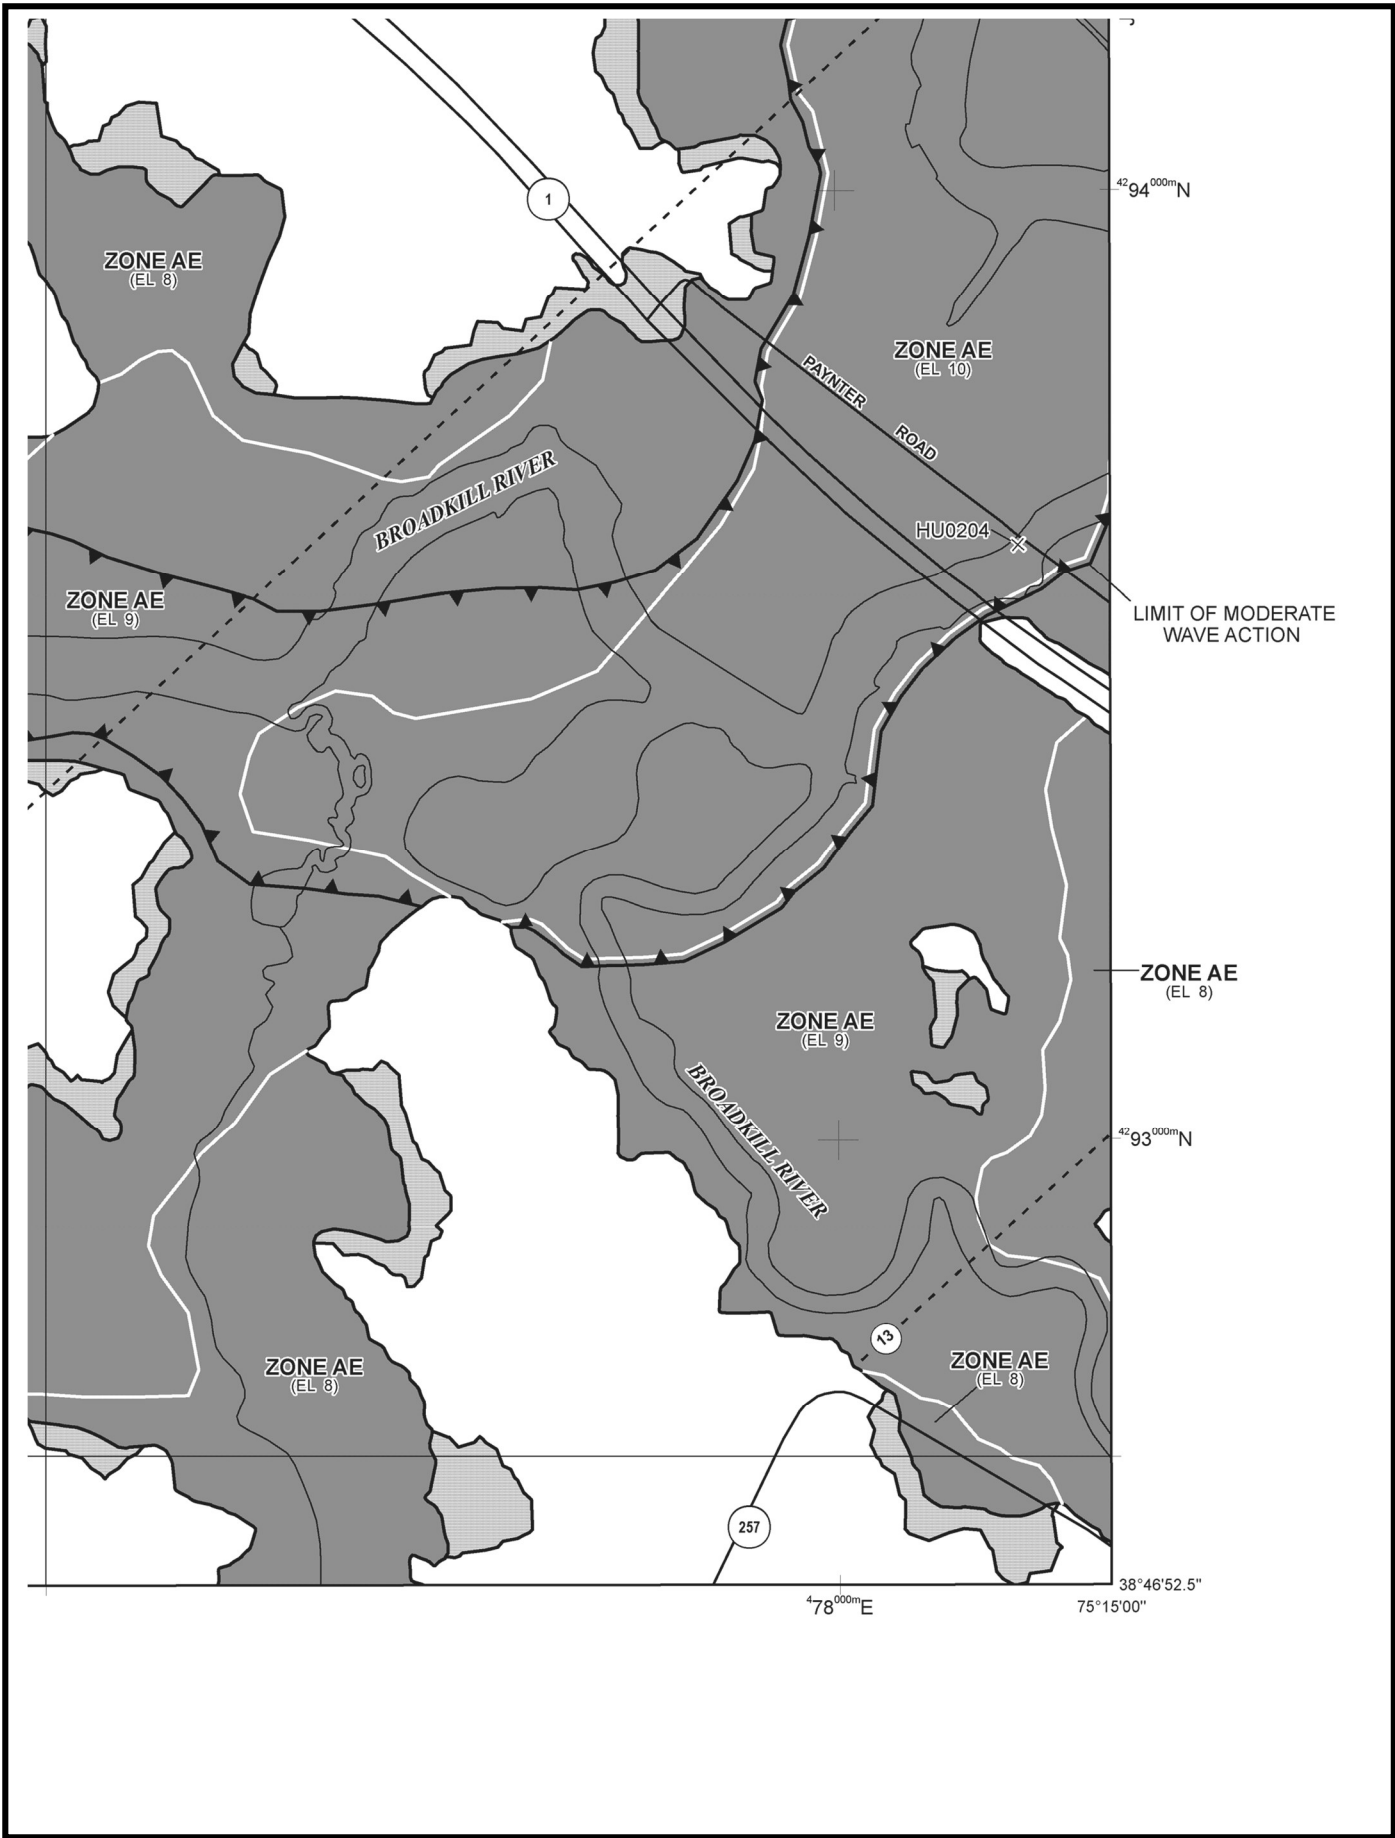 4294000mN
1
ZONE AE
(EL 8)
ZONE AE
(EL 10)
PAYNTER
ROAD
BROADKILL RIVER
HU0204
ZONE AE
(EL 9)
LIMIT OF MODERATE
WAVE ACTION
ZONE AE
(EL 8)
ZONE AE
(EL 9)
BROADKILL RIVER
4293000mN
13
ZONE AE
(EL 8)
ZONE AE
(EL 8)
257
38°46'52.5"
478000mE
75°15'00"